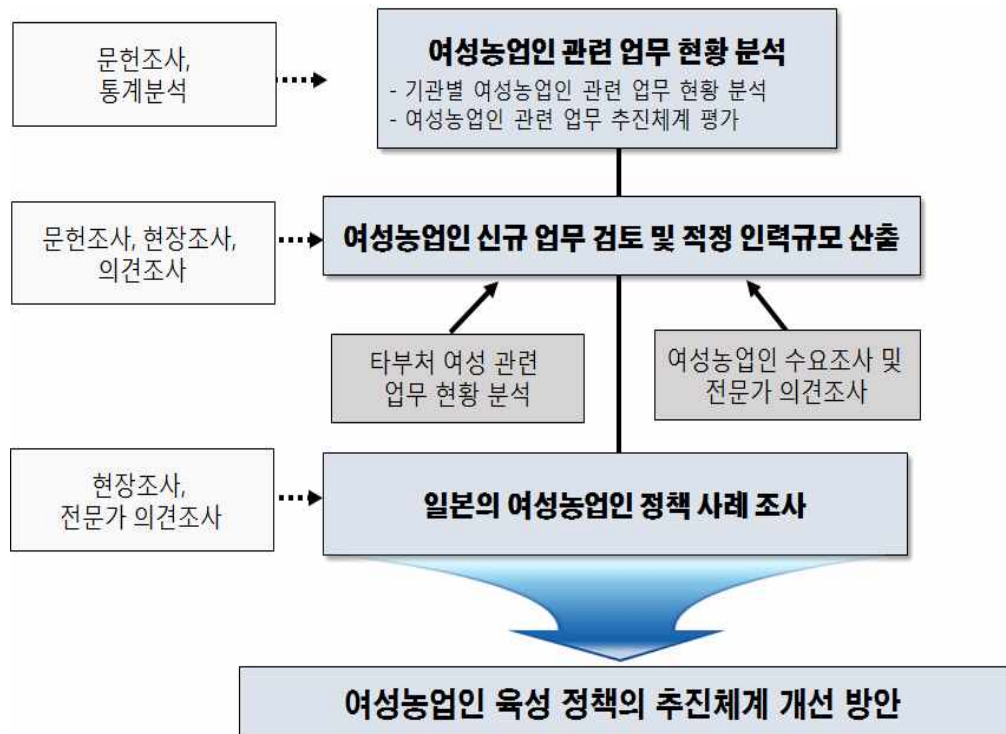 문헌조사,
통계분석
여성농업인 관련 업무 현황 분석
- 기관별 여성농업인 관련 업무 현황 분석
- 여성농업인 관련 업무 추진체계 평가
문헌조사, 현장조사,
의견조사
여성농업인 신규 업무 검토 및 적정 인력규모 산출
타부처 여성 관련
업무 현황 분석
여성농업인 수요조사 및
전문가 의견조사
현장조사,
전문가 의견조사
일본의 여성농업인 정책 사례 조사
여성농업인 육성 정책의 추진체계 개선 방안